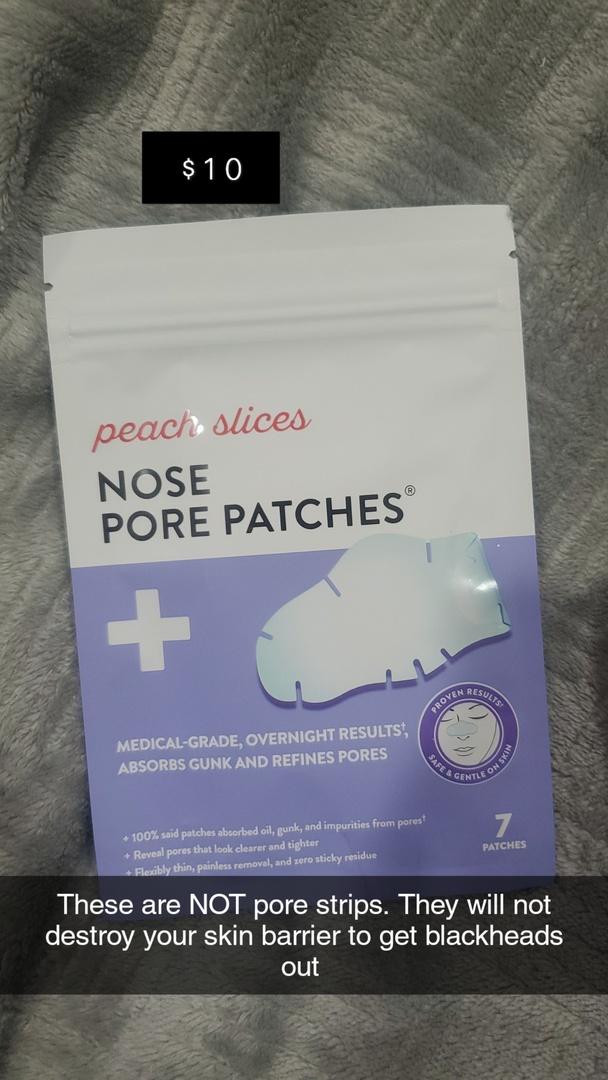 $10
peach slices
NOSE
PORE PATCHES®
MEDICAL-GRADE, OVERNIGHT RESULTS†,
ABSORBS GUNK AND REFINES PORES
PROVEN RESULTS†
SAFE & GENTLE ON SKIN
+ 100% said patches absorbed oil, gunk, and impurities from pores†
+ Reveal pores that look clearer and tighter
+ Flexibly thin, painless removal, and zero sticky residue
7
PATCHES
These are NOT pore strips. They will not
destroy your skin barrier to get blackheads
out